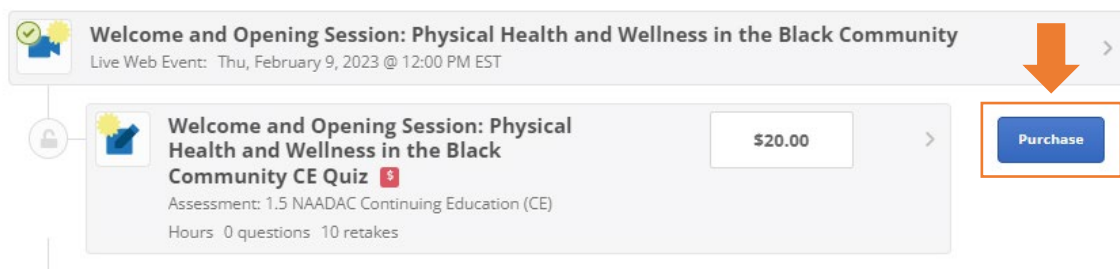 Welcome and Opening Session: Physical Health and Wellness in the Black Community
Live Web Event: Thu, February 9, 2023 @ 12:00 PM EST
Welcome and Opening Session: Physical
Health and Wellness in the Black
Community CE Quiz $
Assessment: 1.5 NAADAC Continuing Education (CE)
Hours 0 questions 10 retakes
$20.00
Purchase